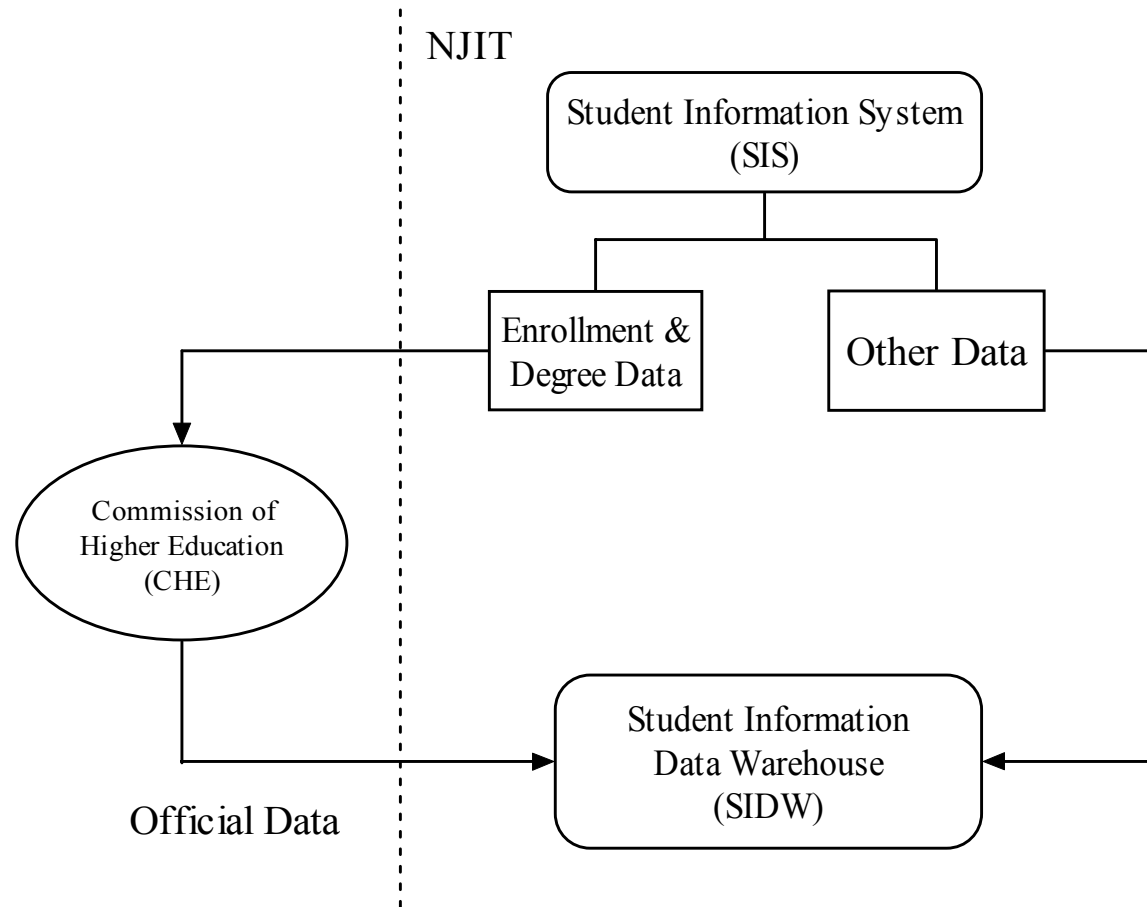 NJIT
Student Information System
(SIS)
Enrollment &
Degree Data
Other Data
Commission of
Higher Education
(CHE)
Student Information
Data Warehouse
(SIDW)
Official Data